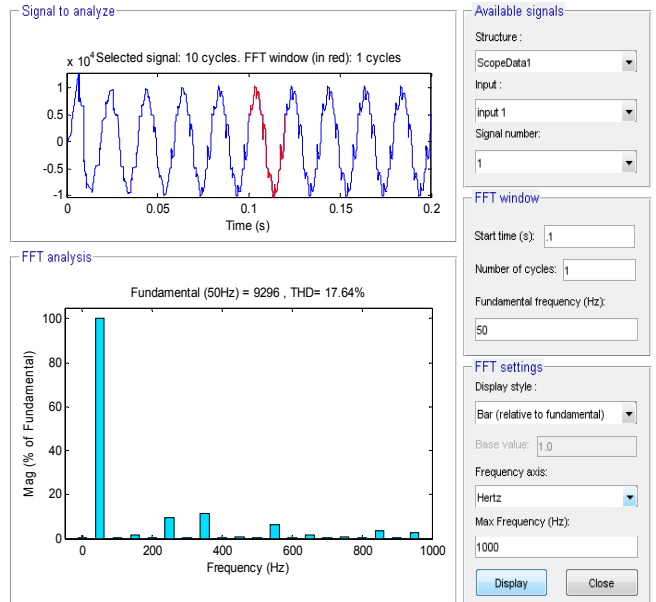 Signal to analyze
x 10^4 Selected signal: 10 cycles. FFT window (in red): 1 cycles
1
0.5
0
-0.5
-1
0 0.05 0.1 0.15 0.2
Time (s)
FFT analysis
Fundamental (50Hz) = 9296 , THD= 17.64%
Mag (% of Fundamental)
100
80
60
40
20
0
0 200 400 600 800 1000
Frequency (Hz)
Available signals
Structure :
ScopeData1
Input :
input 1
Signal number:
1
FFT window
Start time (s): .1
Number of cycles: 1
Fundamental frequency (Hz):
50
FFT settings
Display style :
Bar (relative to fundamental)
Base value: 1.0
Frequency axis:
Hertz
Max Frequency (Hz):
1000
Display Close